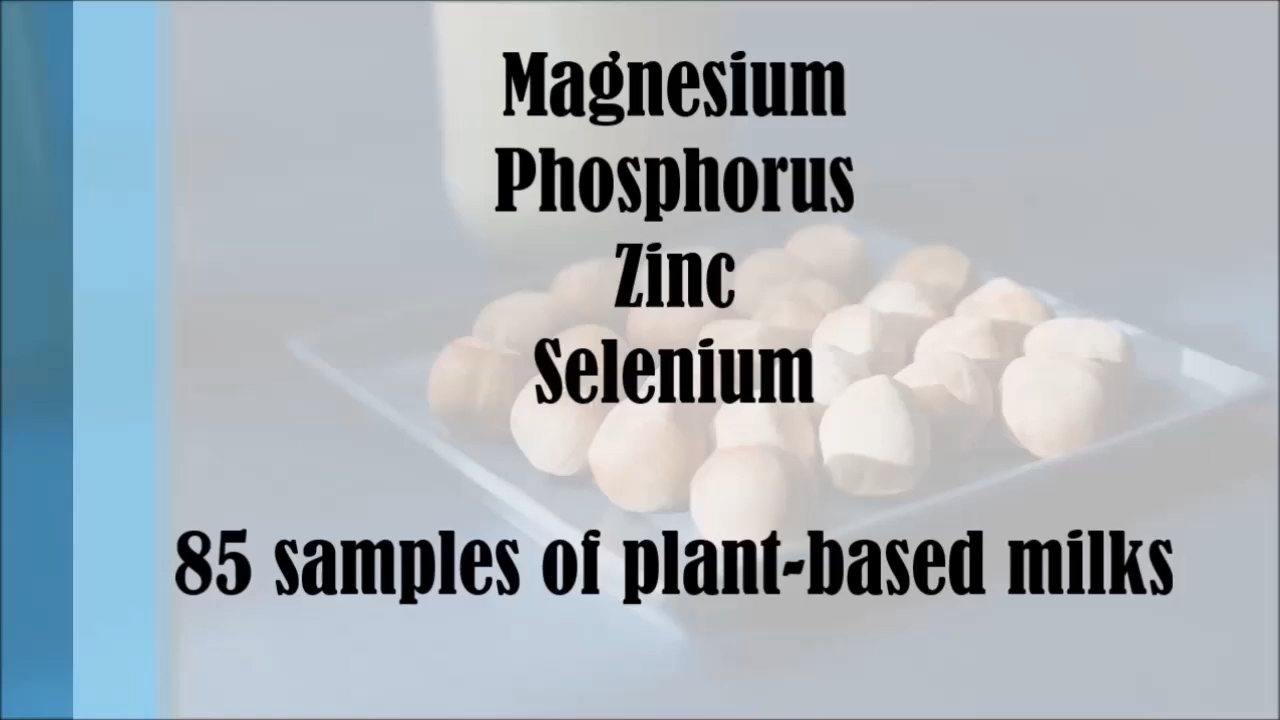 Magnesium
Phosphorus
Zinc
Selenium
85 samples of plant-based milks